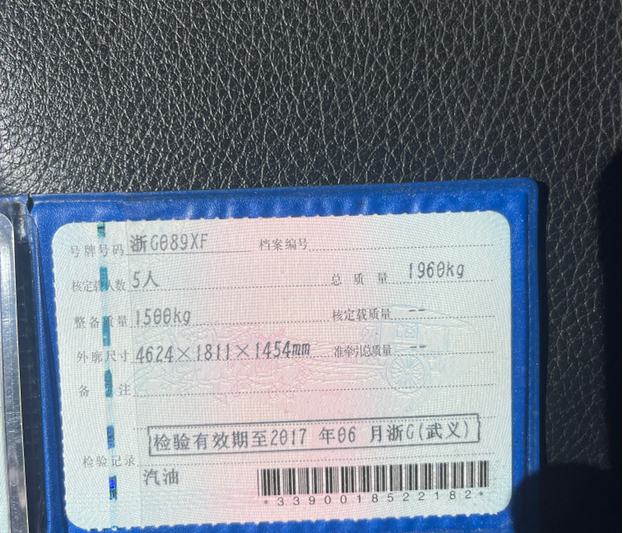 号牌号码 浙G089XF 档案编号
核定载人数 5人 总质量 1960kg
整备质量 1500kg 核定载质量 --
外廓尺寸 4624×1811×1454mm 准牵引总质量 --
备注
检验有效期至2017 年06 月浙G(武义)
检验记录
汽油
*3390018522182*